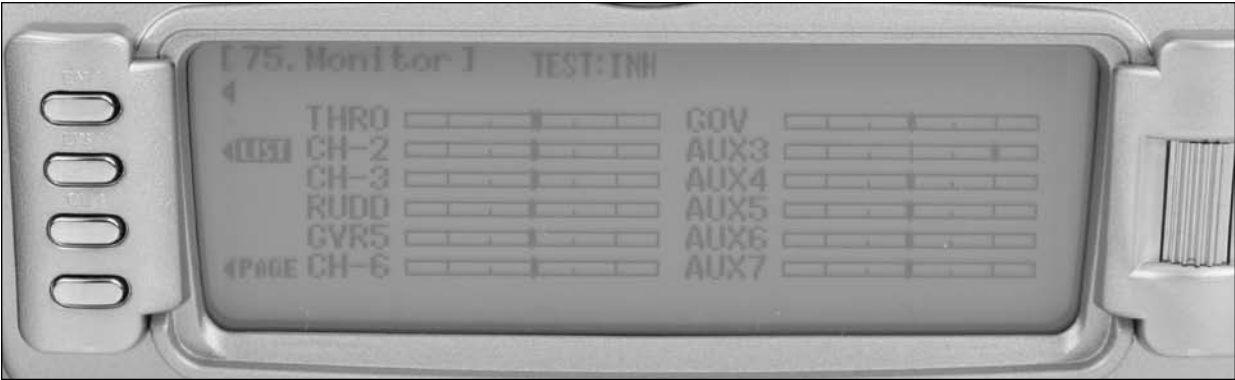 [75.Monitor] TEST:INH
THRO GOV
LIST CH-2 AUX3
CH-3 AUX4
RUDD AUX5
GYR5 AUX6
PAGE CH-6 AUX7